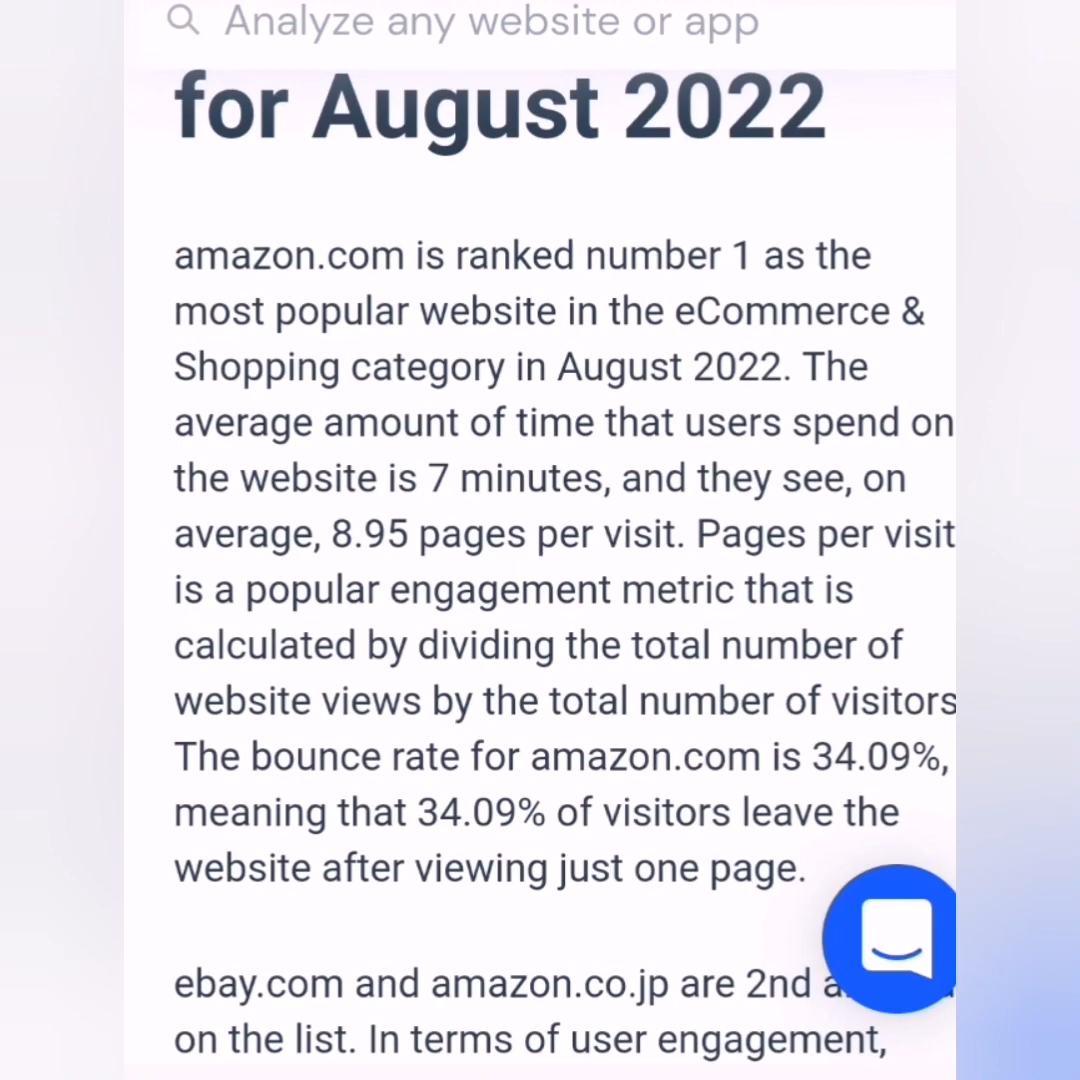 Analyze any website or app
for August 2022
amazon.com is ranked number 1 as the
most popular website in the eCommerce &
Shopping category in August 2022. The
average amount of time that users spend on
the website is 7 minutes, and they see, on
average, 8.95 pages per visit. Pages per visit
is a popular engagement metric that is
calculated by dividing the total number of
website views by the total number of visitors
The bounce rate for amazon.com is 34.09%,
meaning that 34.09% of visitors leave the
website after viewing just one page.
ebay.com and amazon.co.jp are 2nd
on the list. In terms of user engagement,